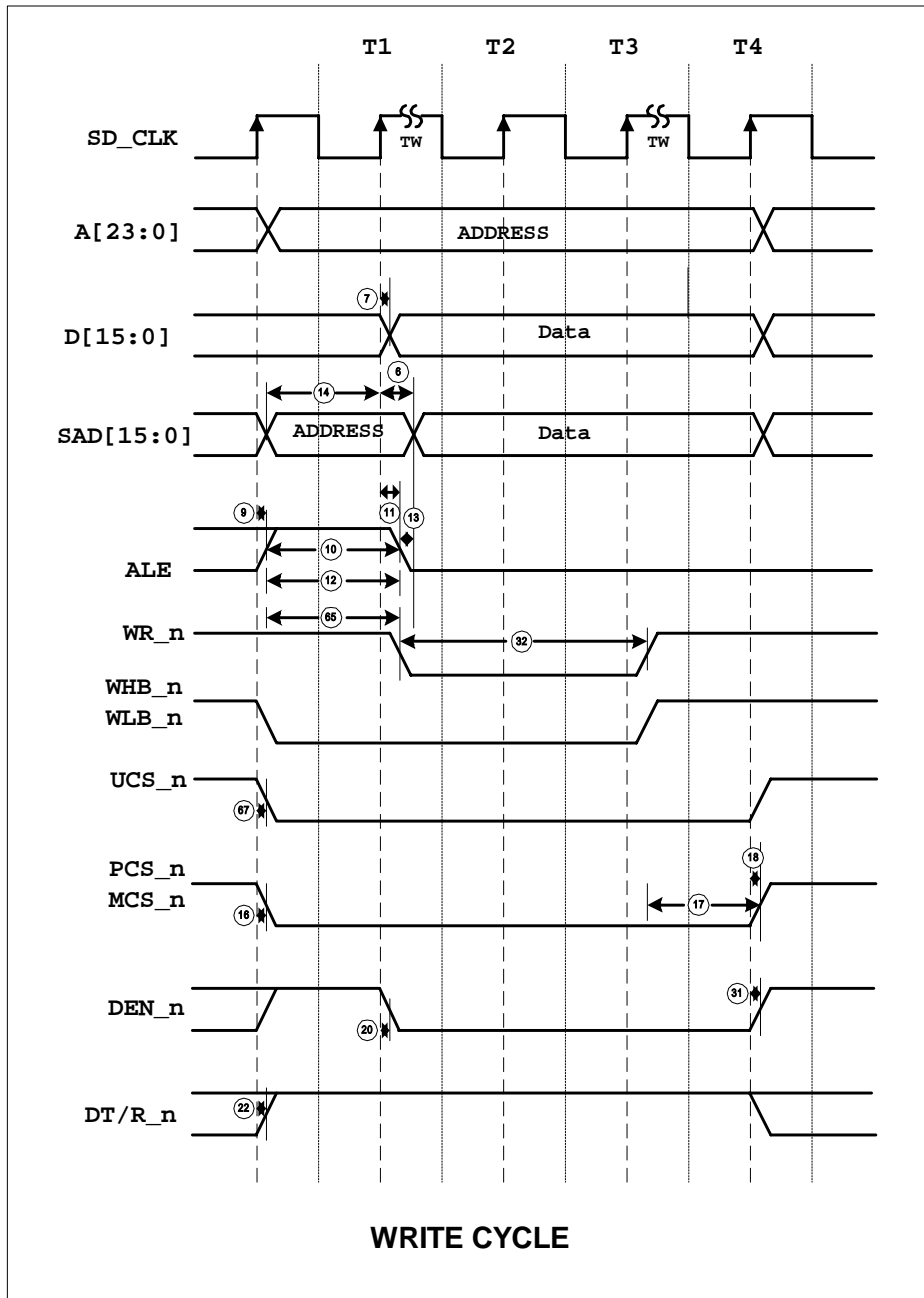 T1 T2 T3 T4
SD_CLK
TW TW
A[23:0]
ADDRESS
7
D[15:0]
Data
14 6
SAD[15:0]
ADDRESS Data
9 11 13
10
ALE
12
65
WR_n
32
WHB_n
WLB_n
UCS_n
67
18
PCS_n
MCS_n
16 17
31
DEN_n
20
22
DT/R_n
WRITE CYCLE